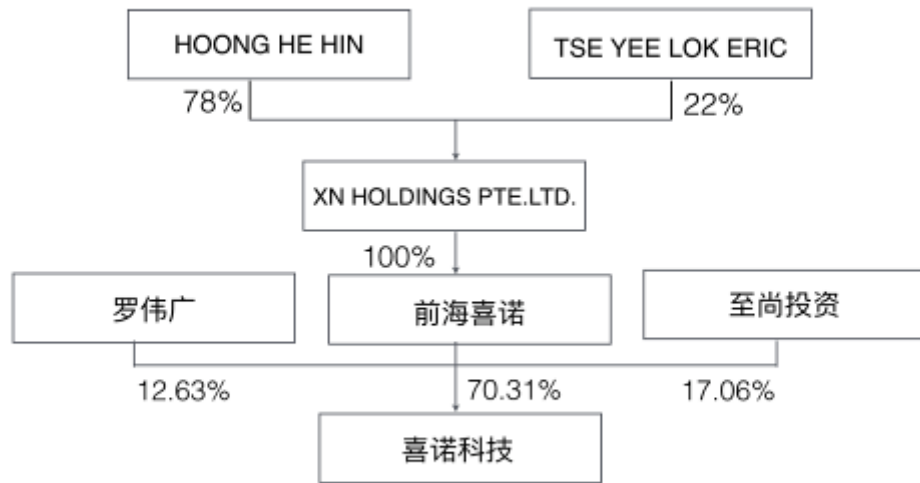 HOONG HE HIN
TSE YEE LOK ERIC
78%
22%
XN HOLDINGS PTE.LTD.
100%
罗伟广
前海喜诺
至尚投资
12.63%
70.31%
17.06%
喜诺科技